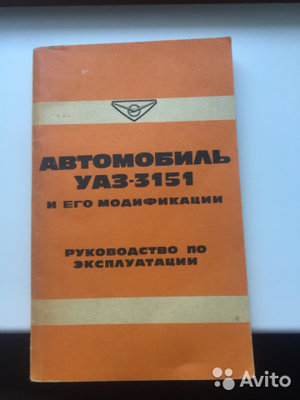 АВТОМОБИЛЬ
УАЗ-3151
И ЕГО МОДИФИКАЦИИ
РУКОВОДСТВО ПО
ЭКСПЛУАТАЦИИ
Avito